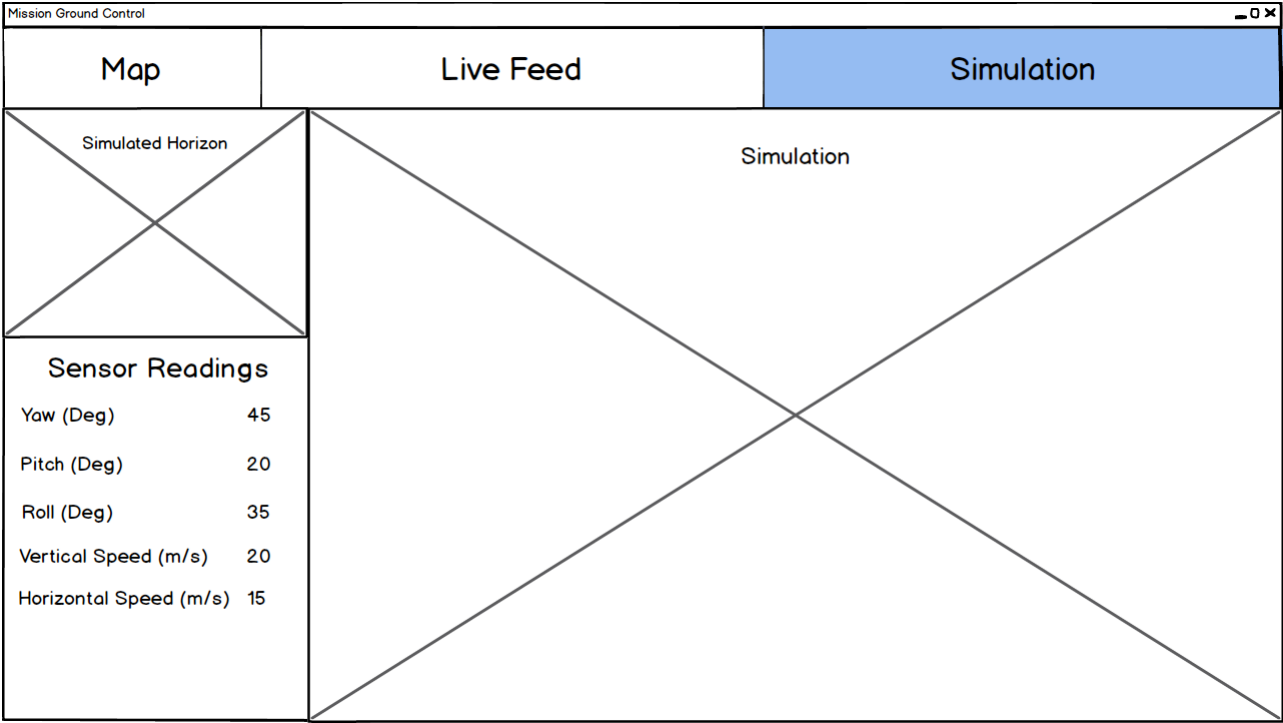 Mission Ground Control
Map
Live Feed
Simulation
Simulated Horizon
Simulation
Sensor Readings
Yaw (Deg) 45
Pitch (Deg) 20
Roll (Deg) 35
Vertical Speed (m/s) 20
Horizontal Speed (m/s) 15